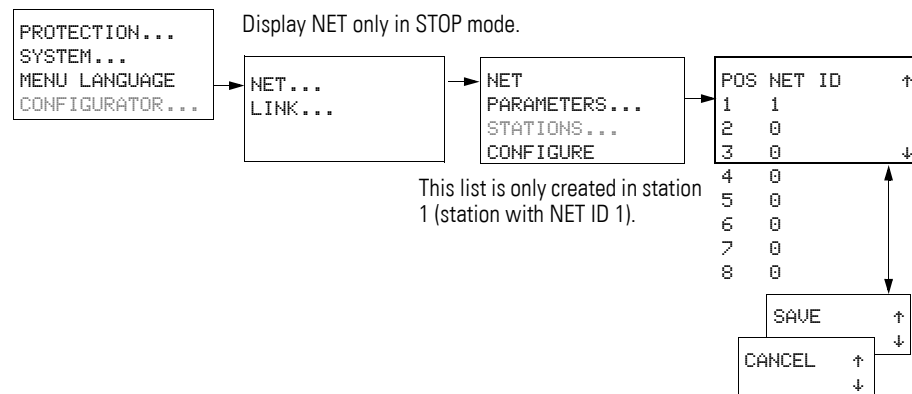 Display NET only in STOP mode.
PROTECTION...
SYSTEM...
MENU LANGUAGE
CONFIGURATOR...
NET...
LINK...
NET
PARAMETERS...
STATIONS...
CONFIGURE
This list is only created in station
1 (station with NET ID 1).
POS NET ID ↑
1 1
2 0
3 0 ↓
4 0
5 0
6 0
7 0
8 0
SAVE ↑
↓
CANCEL ↑
↓